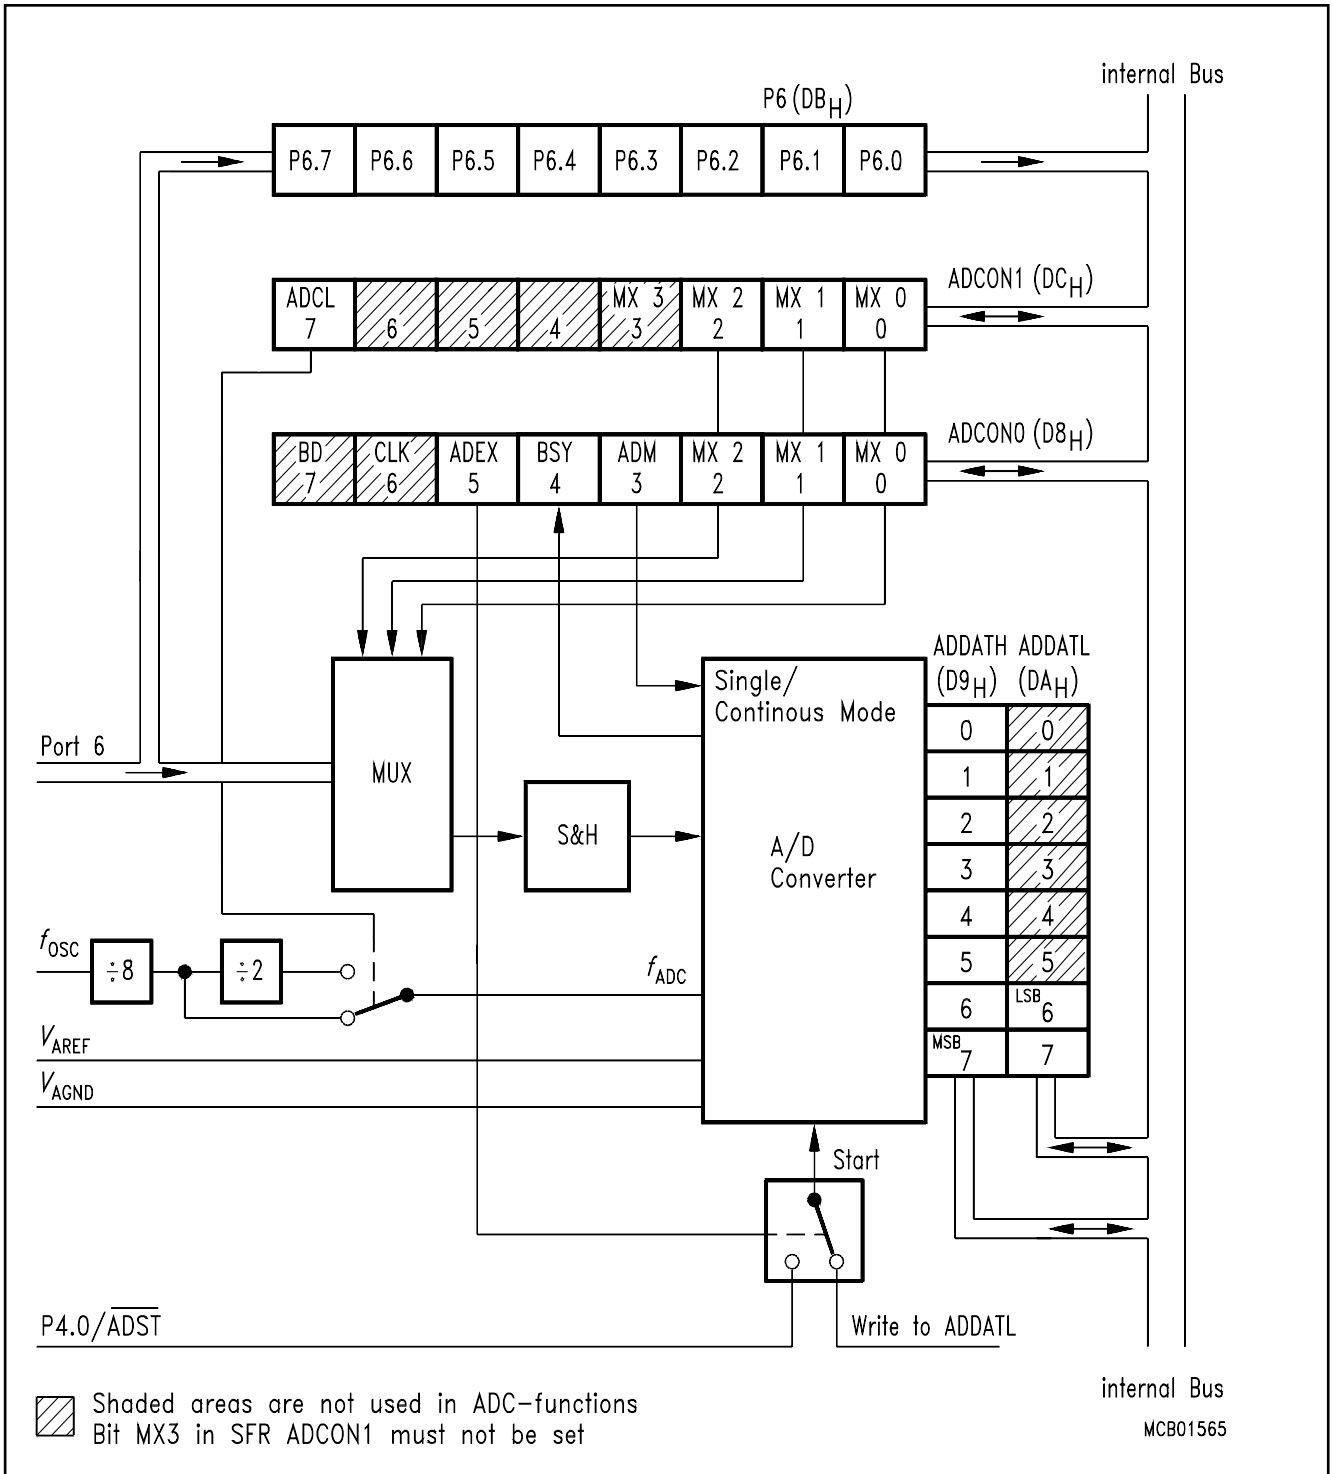 internal Bus
P6 (DBH)
P6.7 P6.6 P6.5 P6.4 P6.3 P6.2 P6.1 P6.0
ADCON1 (DCH)
ADCL MX 3 MX 2 MX 1 MX 0
7 6 5 4 3 2 1 0
ADCON0 (D8H)
BD CLK ADEX BSY ADM MX 2 MX 1 MX 0
7 6 5 4 3 2 1 0
ADDATH ADDATL
(D9H) (DAH)
Single/
Continous Mode
0 0
Port 6
MUX
1 1
2 2
S&H
A/D
Converter
3 3
4 4
fOSC
÷8
÷2
fADC
5 5
LSB
6 6
VAREF
MSB
7 7
VAGND
Start
P4.0/A̅D̅S̅T̅
Write to ADDATL
internal Bus
Shaded areas are not used in ADC-functions
Bit MX3 in SFR ADCON1 must not be set
MCB01565